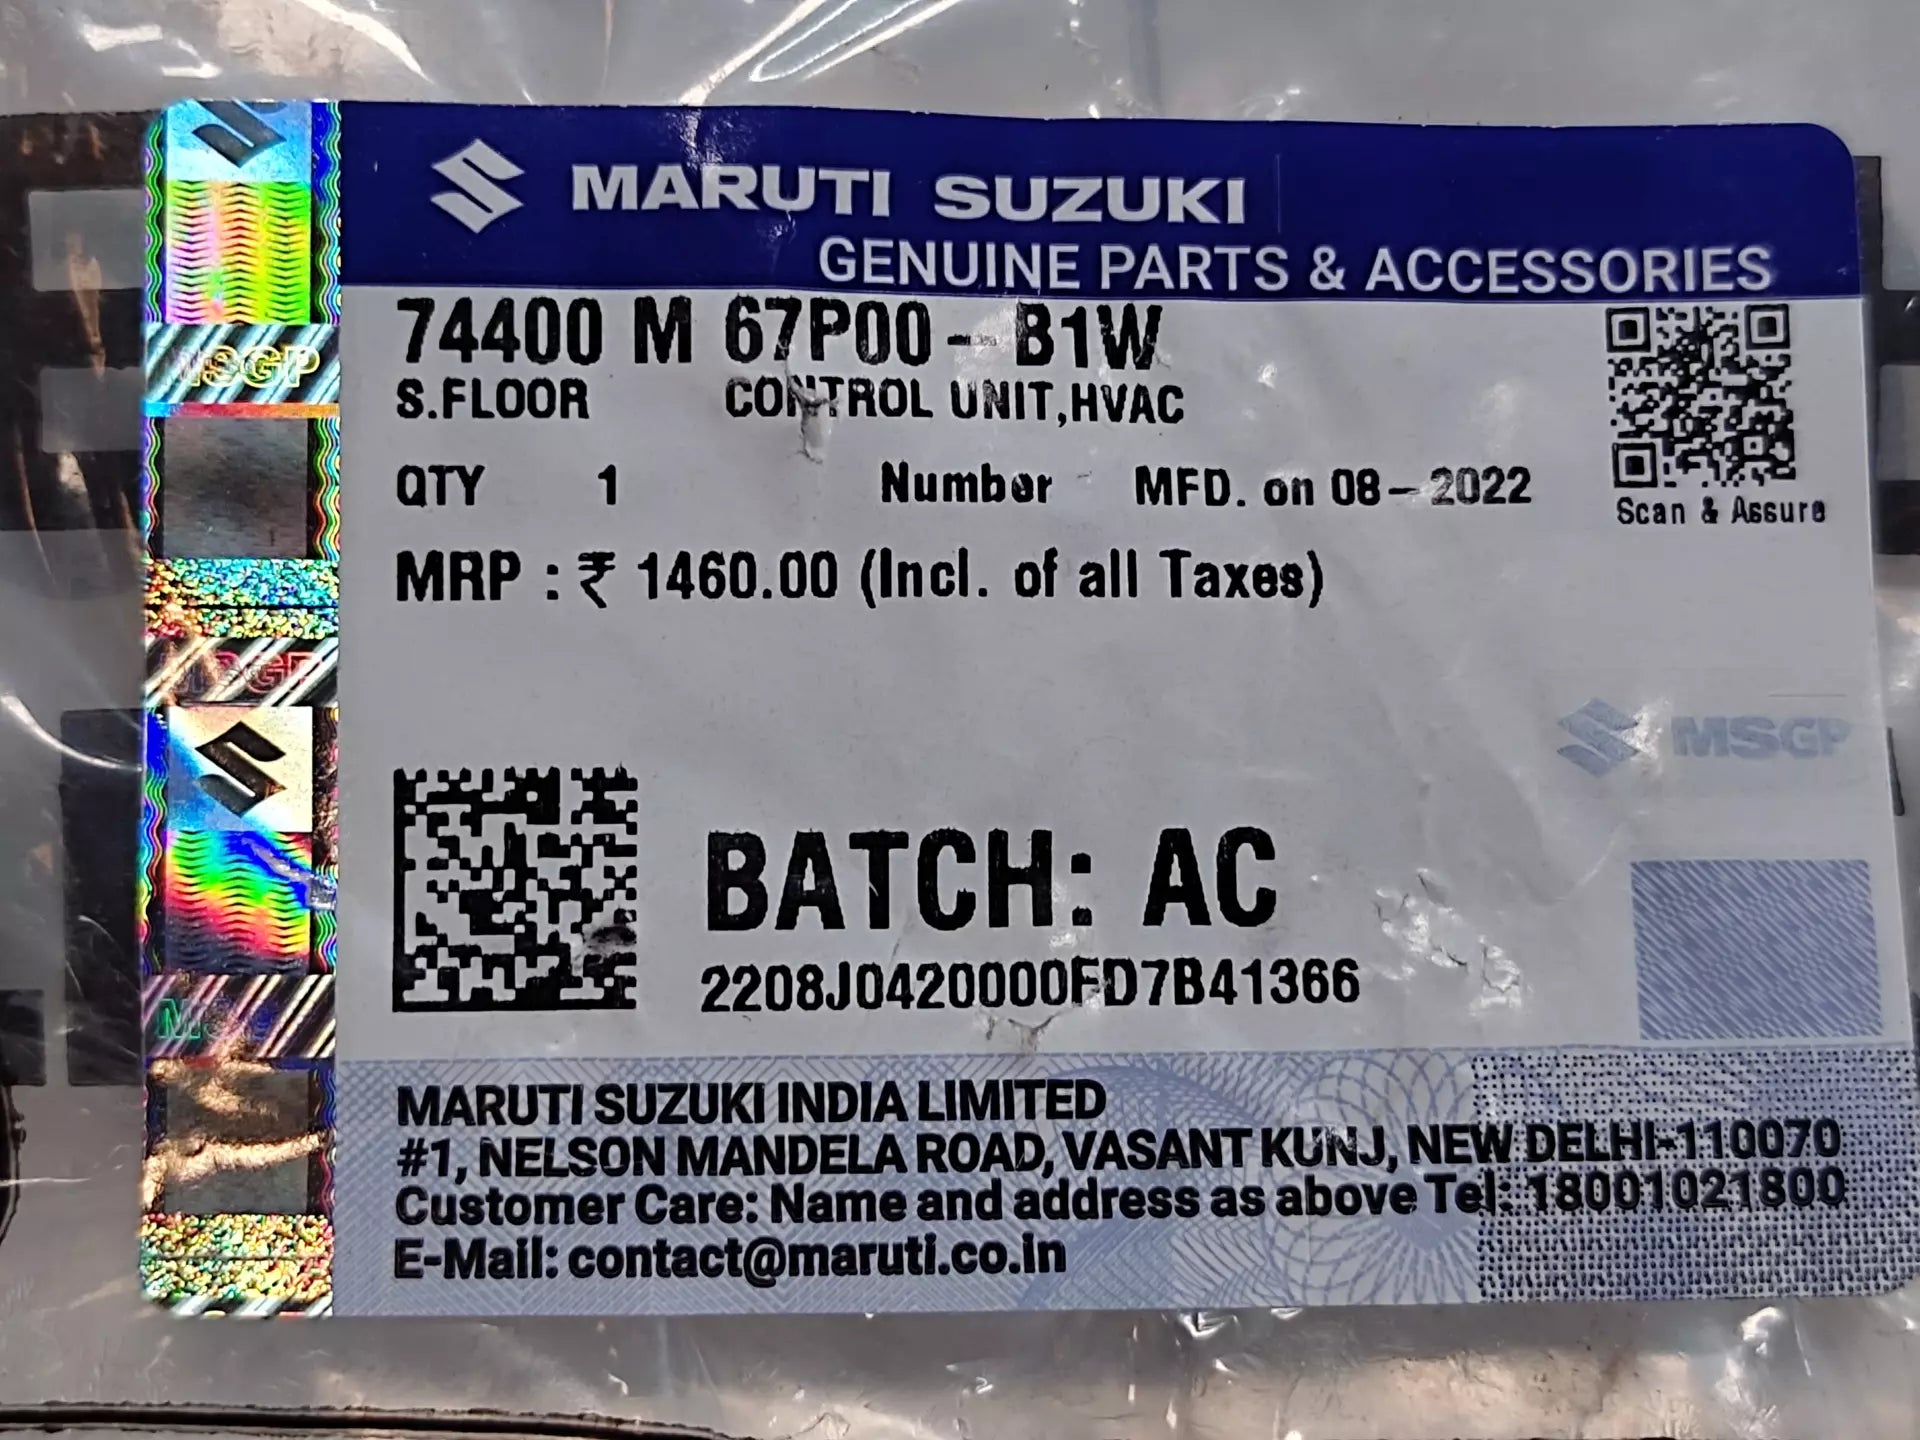 MARUTI SUZUKI
GENUINE PARTS & ACCESSORIES
74400 M 67P00 - B1W
S.FLOOR CONTROL UNIT,HVAC
QTY 1 Number MFD. on 08-2022
Scan & Assure
MRP : ₹ 1460.00 (Incl. of all Taxes)
MSGP
MSGP
MSGP
BATCH: AC
2208J0420000FD7B41366
MARUTI SUZUKI INDIA LIMITED
#1, NELSON MANDELA ROAD, VASANT KUNJ, NEW DELHI-110070
Customer Care: Name and address as above Tel: 18001021800
E-Mail: contact@maruti.co.in